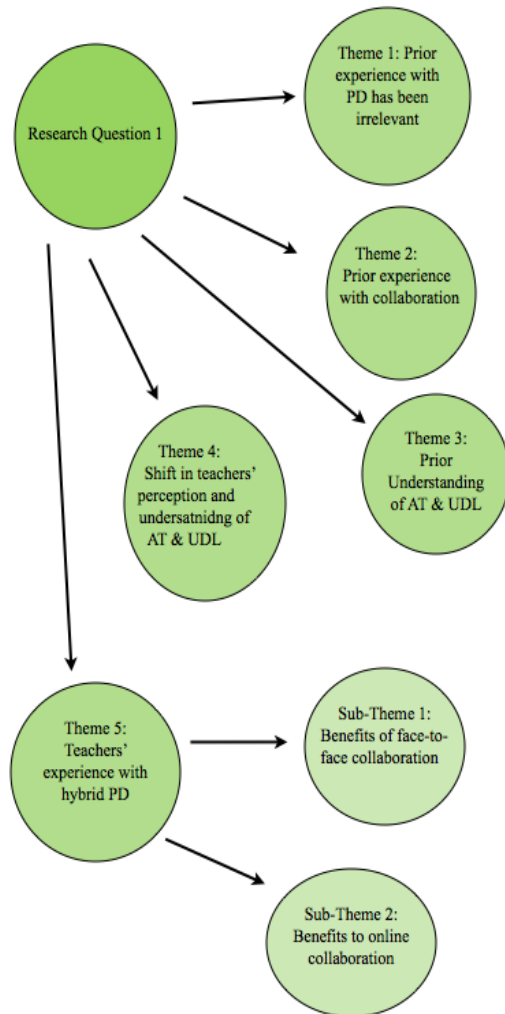 Research Question 1
Theme 1: Prior
experience with
PD has been
irrelevant
Theme 2:
Prior experience
with collaboration
Theme 3:
Prior
Understanding
of AT & UDL
Theme 4:
Shift in teachers’
perception and
undersatnidng of
AT & UDL
Theme 5:
Teachers’
experience with
hybrid PD
Sub-Theme 1:
Benefits of face-to-
face collaboration
Sub-Theme 2:
Benefits to online
collaboration